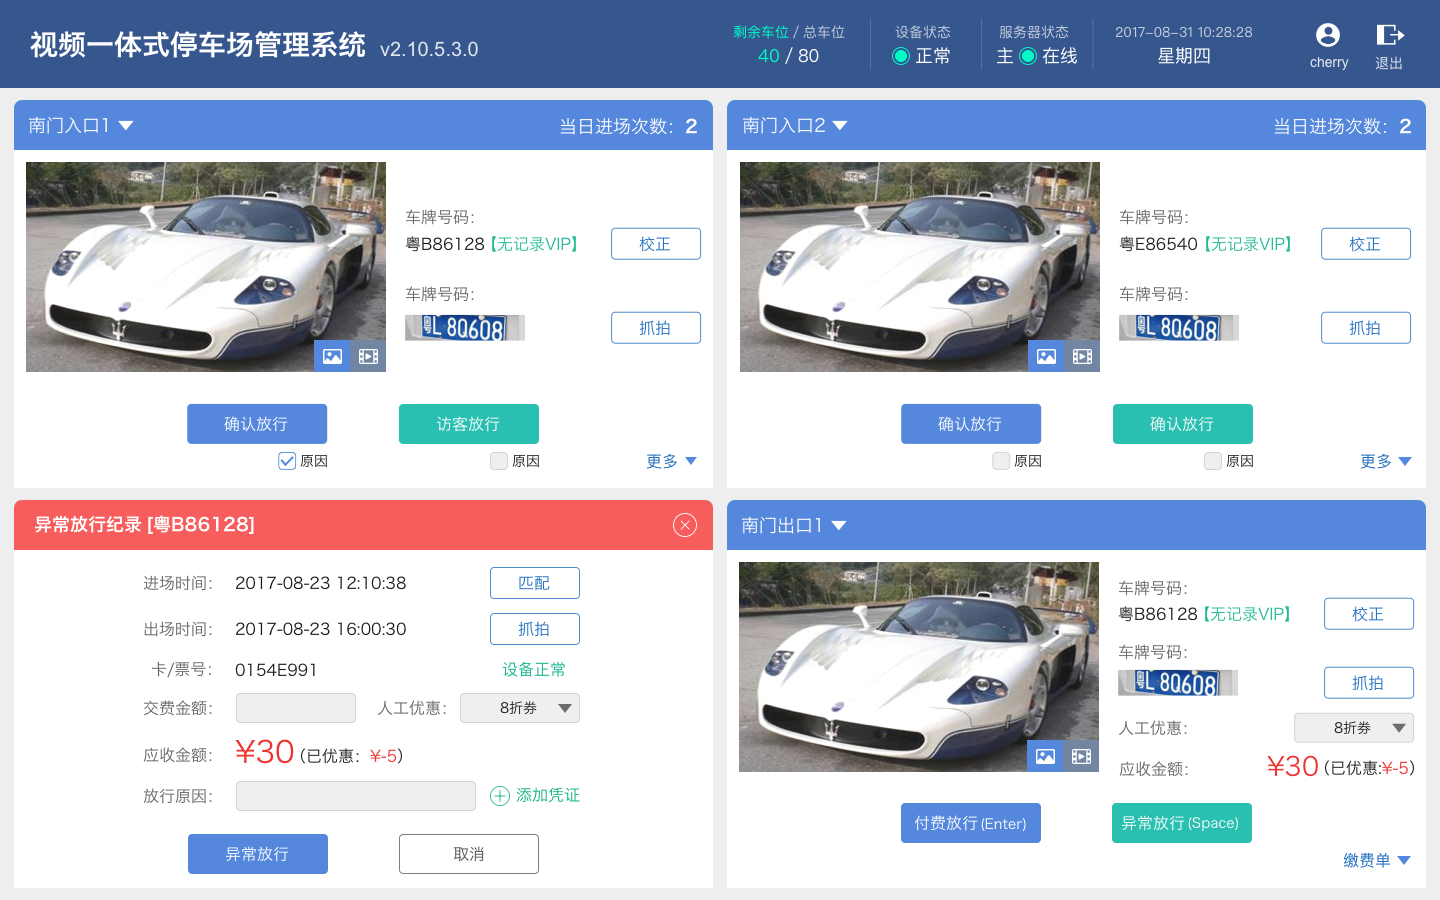 视频一体式停车场管理系统 v2.10.5.3.0
剩余车位 / 总车位
40 / 80
设备状态
正常
服务器状态
主 在线
2017-08-31 10:28:28
星期四
cherry
退出
南门入口1
当日进场次数：2
车牌号码：
粤B86128【无记录VIP】
校正
车牌号码：
粤L 8Q608
抓拍
确认放行
访客放行
原因
原因
更多
南门入口2
当日进场次数：2
车牌号码：
粤E86540【无记录VIP】
校正
车牌号码：
粤L 8Q608
抓拍
确认放行
确认放行
原因
原因
更多
异常放行纪录 [粤B86128]
进场时间： 2017-08-23 12:10:38
匹配
出场时间： 2017-08-23 16:00:30
抓拍
卡/票号： 0154E991
设备正常
交费金额：
人工优惠： 8折券
应收金额： ¥30 (已优惠：¥-5)
放行原因：
添加凭证
异常放行
取消
南门出口1
车牌号码：
粤B86128【无记录VIP】
校正
车牌号码：
粤L 8Q608
抓拍
人工优惠： 8折券
应收金额： ¥30 (已优惠:¥-5)
付费放行 (Enter)
异常放行 (Space)
缴费单